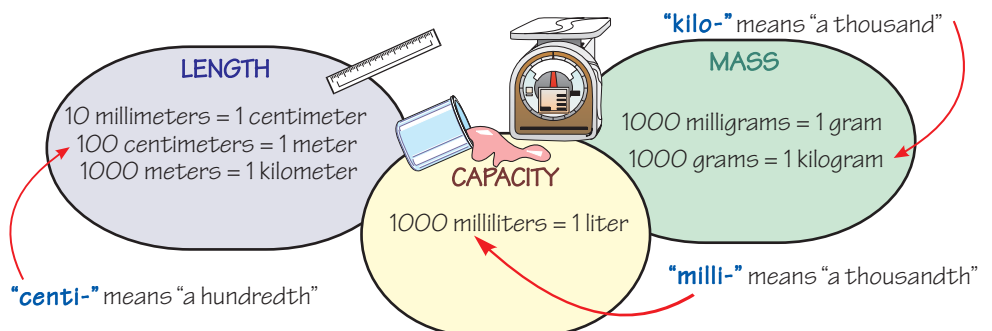 "kilo-" means "a thousand"
LENGTH
10 millimeters = 1 centimeter
100 centimeters = 1 meter
1000 meters = 1 kilometer
MASS
1000 milligrams = 1 gram
1000 grams = 1 kilogram
CAPACITY
1000 milliliters = 1 liter
"centi-" means "a hundredth"
"milli-" means "a thousandth"